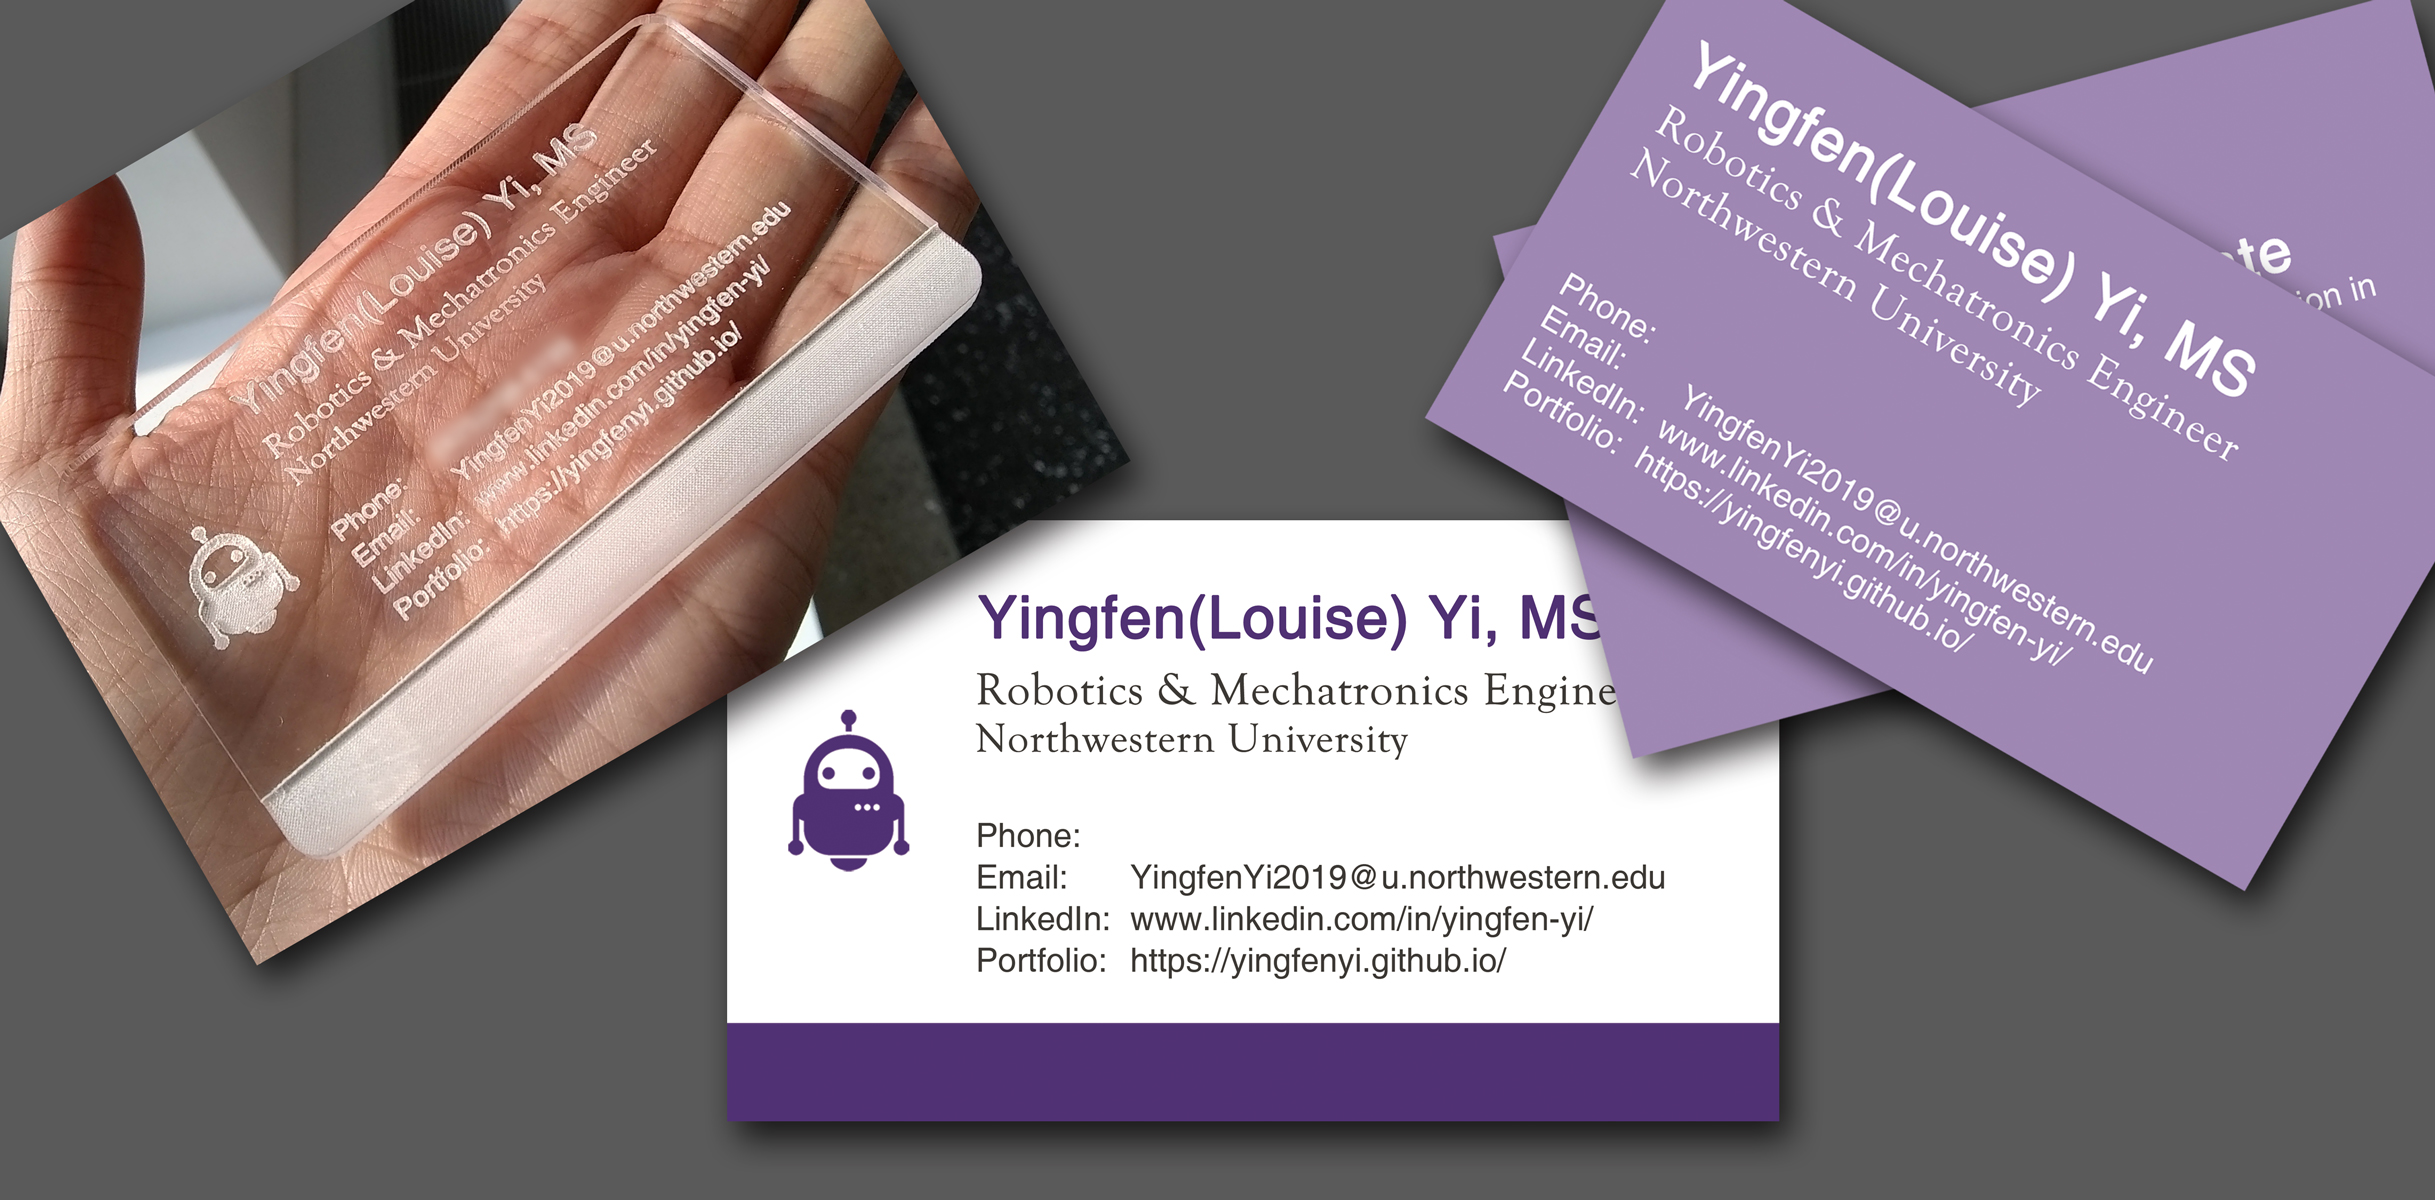 Yingfen(Louise) Yi, MS
Robotics & Mechatronics Engineer
Northwestern University
Phone:
Email: YingfenYi2019@u.northwestern.edu
LinkedIn: www.linkedin.com/in/yingfen-yi/
Portfolio: https://yingfenyi.github.io/
Yingfen(Louise) Yi, MS
Robotics & Mechatronics Engine
Northwestern University
Phone:
Email: YingfenYi2019@u.northwestern.edu
LinkedIn: www.linkedin.com/in/yingfen-yi/
Portfolio: https://yingfenyi.github.io/
Yingfen(Louise) Yi, MS
Robotics & Mechatronics Engineer
Northwestern University
Phone:
Email: YingfenYi2019@u.northwestern.edu
LinkedIn: www.linkedin.com/in/yingfen-yi/
Portfolio: https://yingfenyi.github.io/
in